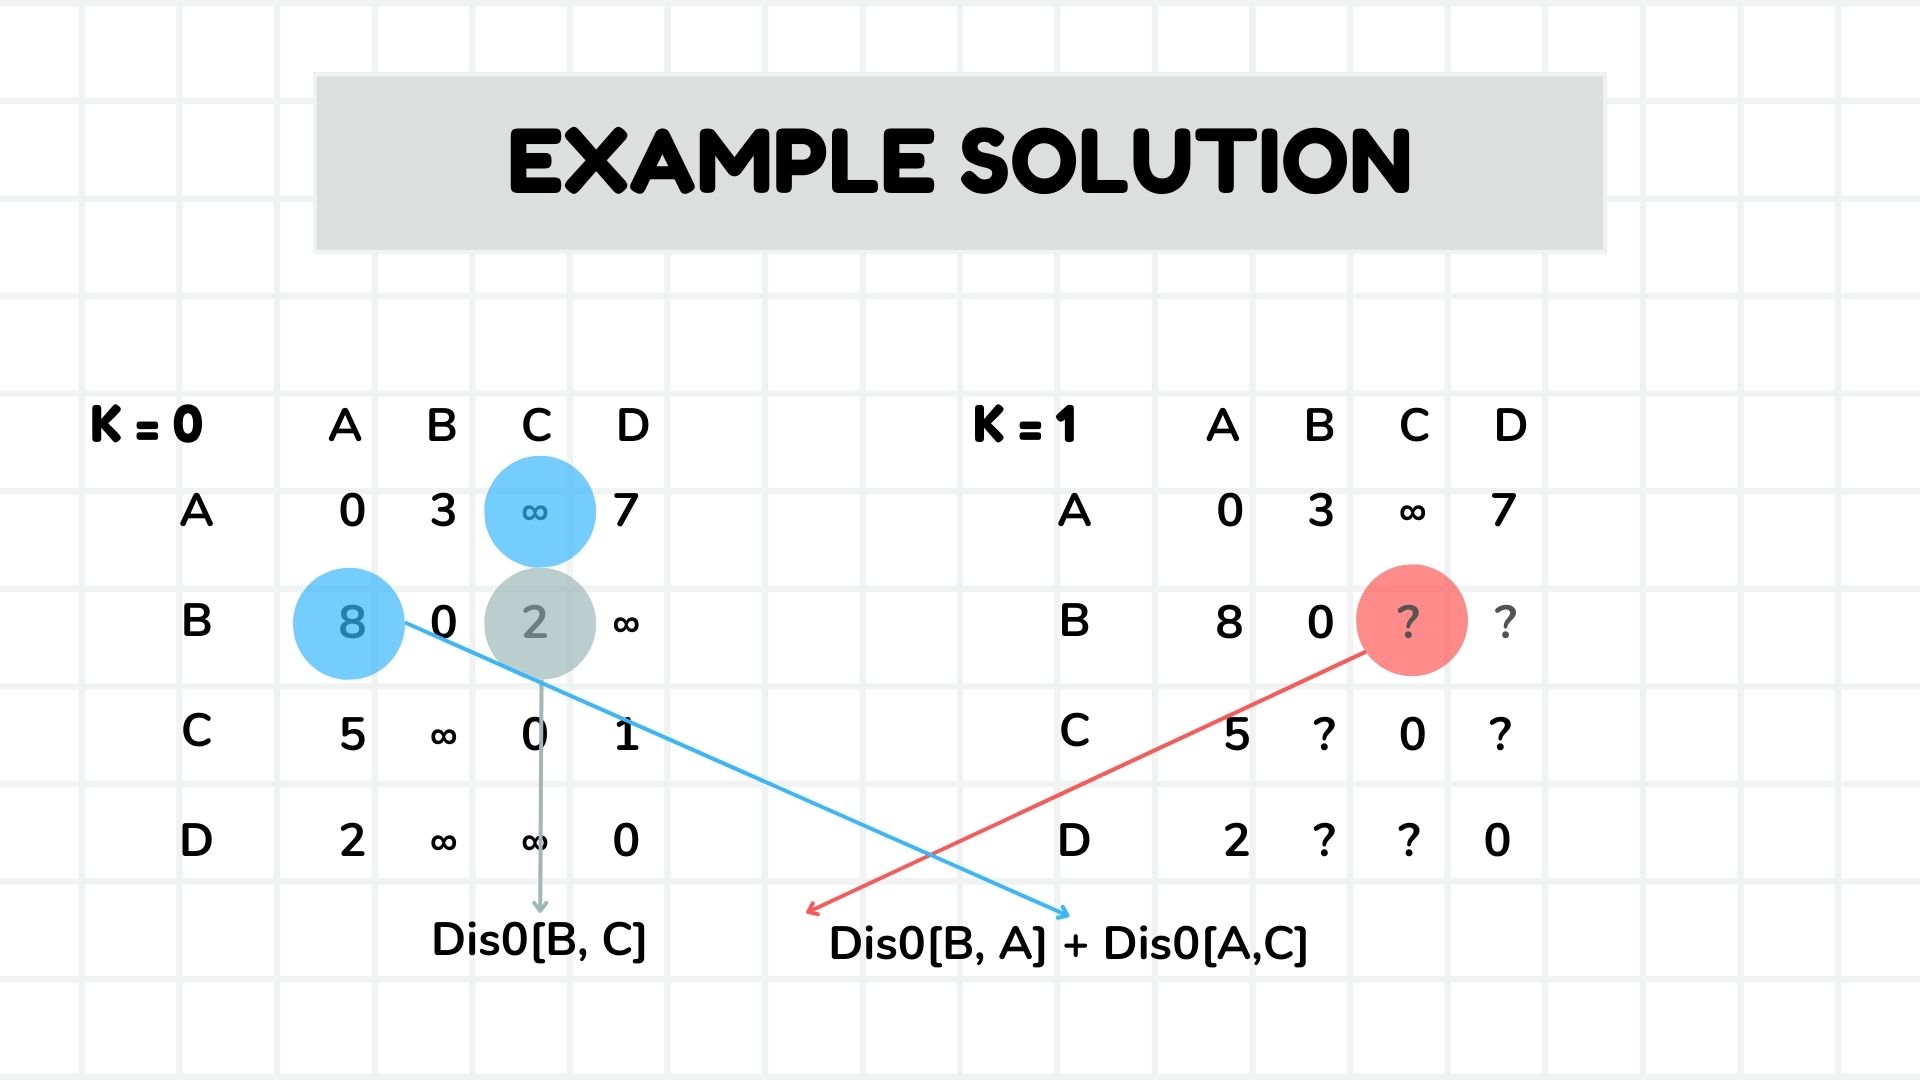 EXAMPLE SOLUTION
K = 0 A B C D
A 0 3 ∞ 7
B 8 0 2 ∞
C 5 ∞ 0 1
D 2 ∞ ∞ 0
K = 1 A B C D
A 0 3 ∞ 7
B 8 0 ? ?
C 5 ? 0 ?
D 2 ? ? 0
Dis0[B, C]
Dis0[B, A] + Dis0[A,C]